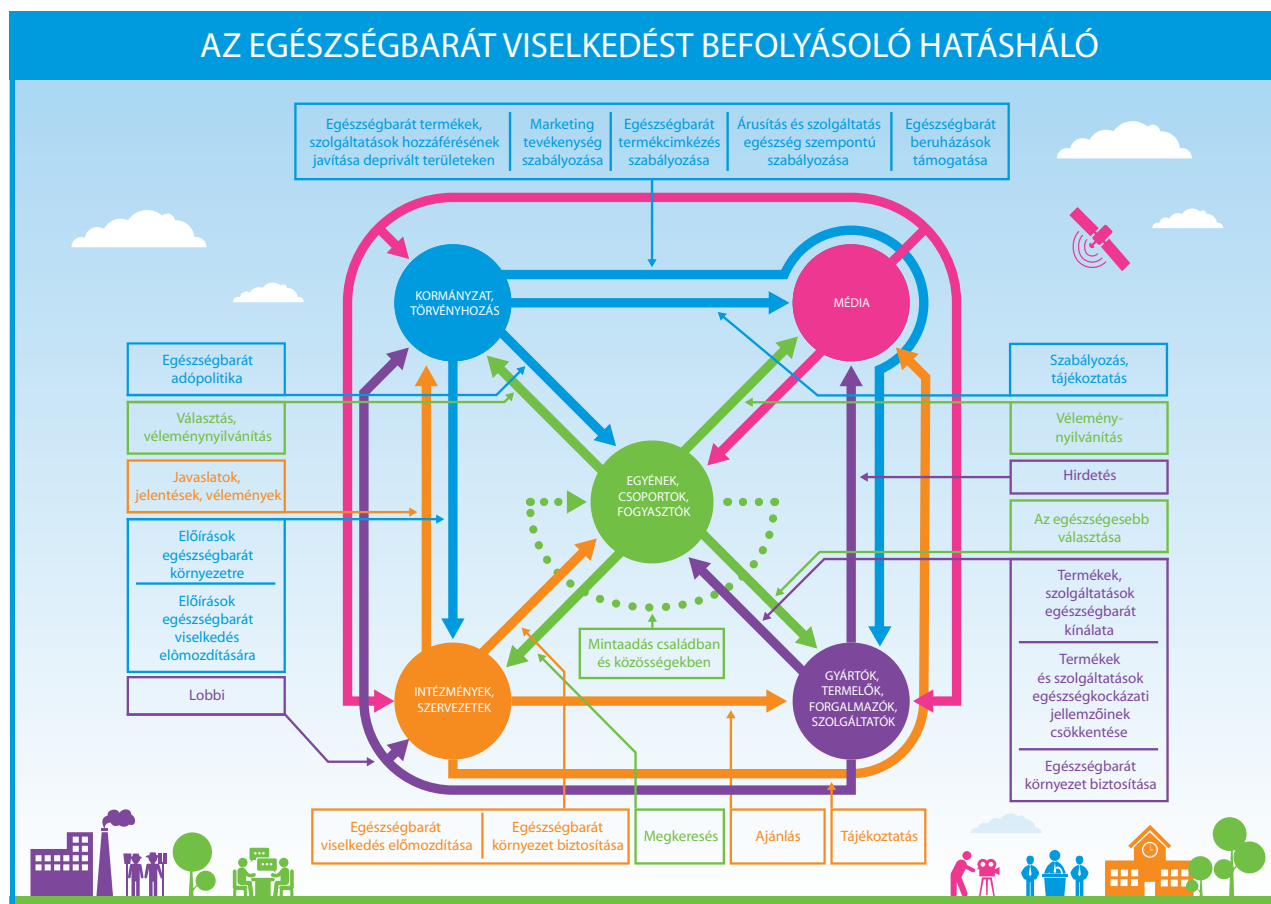 AZ EGÉSZSÉGBARÁT VISELKEDÉST BEFOLYÁSOLÓ HATÁSHÁLÓ
Egészségbarát termékek,
szolgáltatások hozzáférésének
javítása deprivált területeken
Marketing
tevékenység
szabályozása
Egészségbarát
termékcimkézés
szabályozása
Árusítás és szolgáltatás
egészség szempontú
szabályozása
Egészségbarát
beruházások
támogatása
KORMÁNYZAT,
TÖRVÉNYHOZÁS
MÉDIA
Egészségbarát
adópolitika
Választás,
véleménynyilvánítás
Javaslatok,
jelentések, vélemények
Előírások
egészségbarát
környezetre
Előírások
egészségbarát
viselkedés
elômozdítására
Lobbi
EGYÉNEK,
CSOPORTOK,
FOGYASZTÓK
Szabályozás,
tájékoztatás
Vélemény-
nyilvánítás
Hirdetés
Az egészségesebb
választása
Termékek,
szolgáltatások
egészségbarát
kínálata
Termékek
és szolgáltatások
egészségkockázati
jellemzőinek
csökkentése
Egészségbarát
környezet biztosítása
Mintaadás családban
és közösségekben
INTÉZMÉNYEK,
SZERVEZETEK
GYÁRTÓK,
TERMELŐK,
FORGALMAZÓK,
SZOLGÁLTATÓK
Egészségbarát
viselkedés előmozdítása
Egészségbarát
környezet biztosítása
Megkeresés
Ajánlás
Tájékoztatás